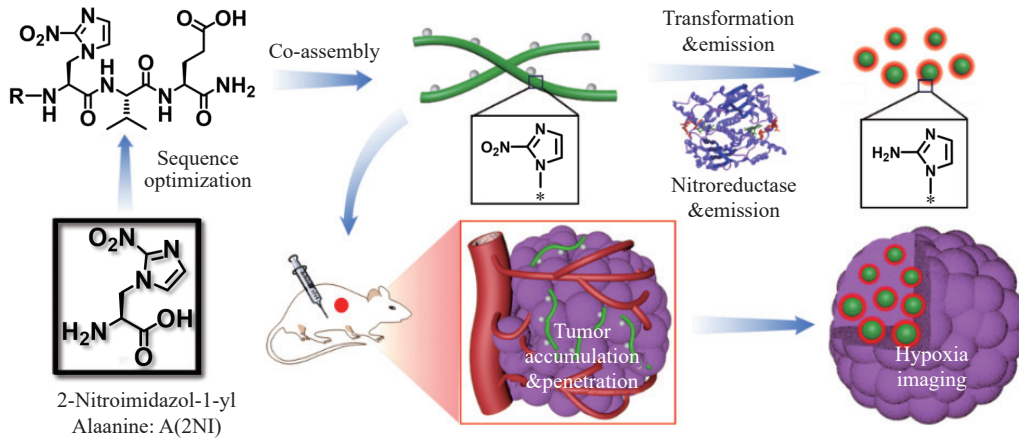 O₂N
N
N
O
OH
R
N
H
O
H
N
O
N
H
O
NH₂
Co-assembly
Transformation
&emission
Sequence
optimization
O₂N
N
N
*
Nitroreductase
&emission
H₂N
N
N
*
O₂N
N
N
H₂N
OH
O
Tumor
accumulation
&penetration
Hypoxia
imaging
2-Nitroimidazol-1-yl
Alaanine: A(2NI)